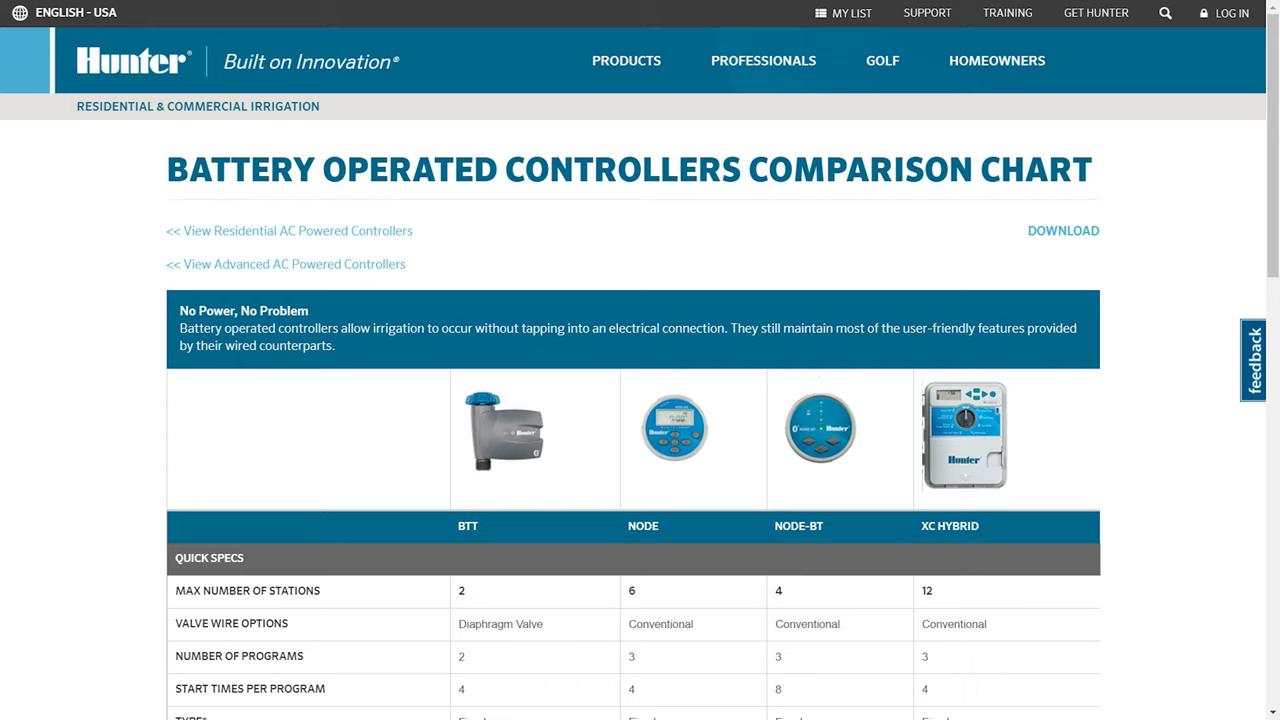 ENGLISH - USA
MY LIST
SUPPORT
TRAINING
GET HUNTER
LOG IN
Hunter®
Built on Innovation®
PRODUCTS
PROFESSIONALS
GOLF
HOMEOWNERS
RESIDENTIAL & COMMERCIAL IRRIGATION
BATTERY OPERATED CONTROLLERS COMPARISON CHART
<< View Residential AC Powered Controllers
DOWNLOAD
<< View Advanced AC Powered Controllers
No Power, No Problem
Battery operated controllers allow irrigation to occur without tapping into an electrical connection. They still maintain most of the user-friendly features provided
by their wired counterparts.
feedback
Hunter
Hunter
Hunter
BTT NODE NODE-BT XC HYBRID
QUICK SPECS
MAX NUMBER OF STATIONS 2 6 4 12
VALVE WIRE OPTIONS Diaphragm Valve Conventional Conventional Conventional
NUMBER OF PROGRAMS 2 3 3 3
START TIMES PER PROGRAM 4 4 8 4